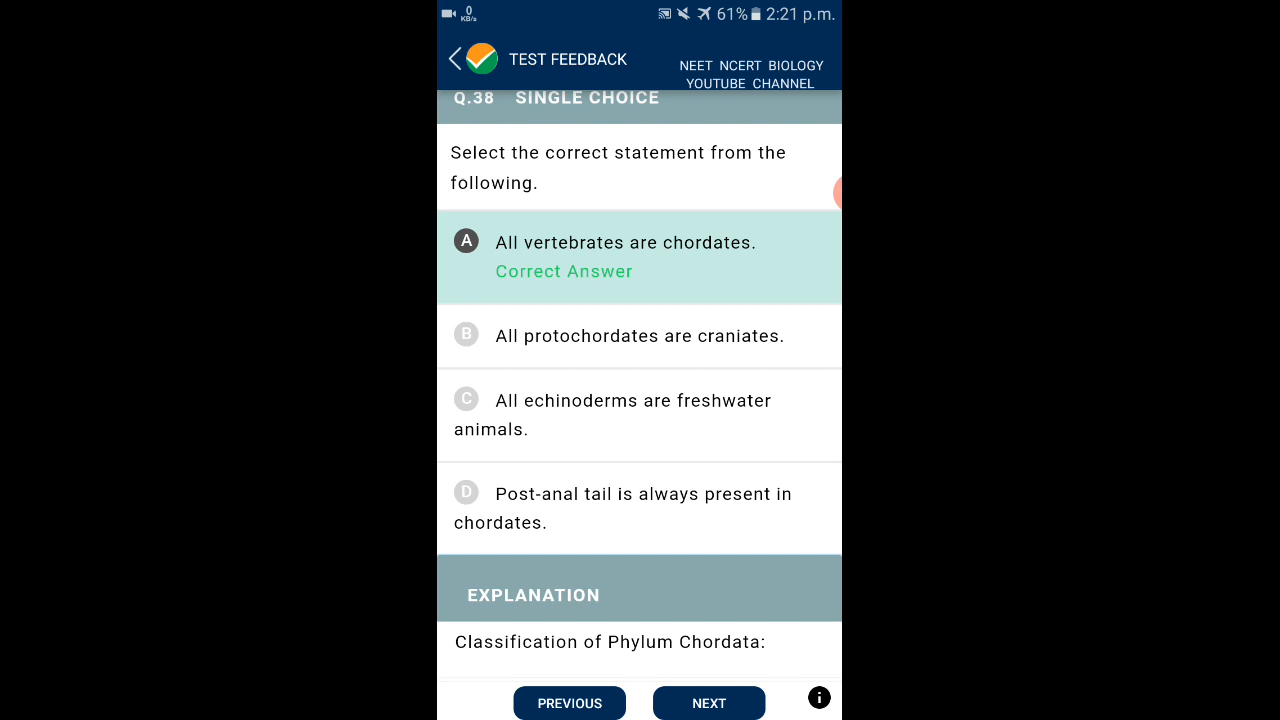 0
KB/s
61% 2:21 p.m.
TEST FEEDBACK
NEET NCERT BIOLOGY
YOUTUBE CHANNEL
Q.38 SINGLE CHOICE
Select the correct statement from the
following.
A All vertebrates are chordates.
Correct Answer
B All protochordates are craniates.
C All echinoderms are freshwater
animals.
D Post-anal tail is always present in
chordates.
EXPLANATION
Classification of Phylum Chordata:
PREVIOUS NEXT i